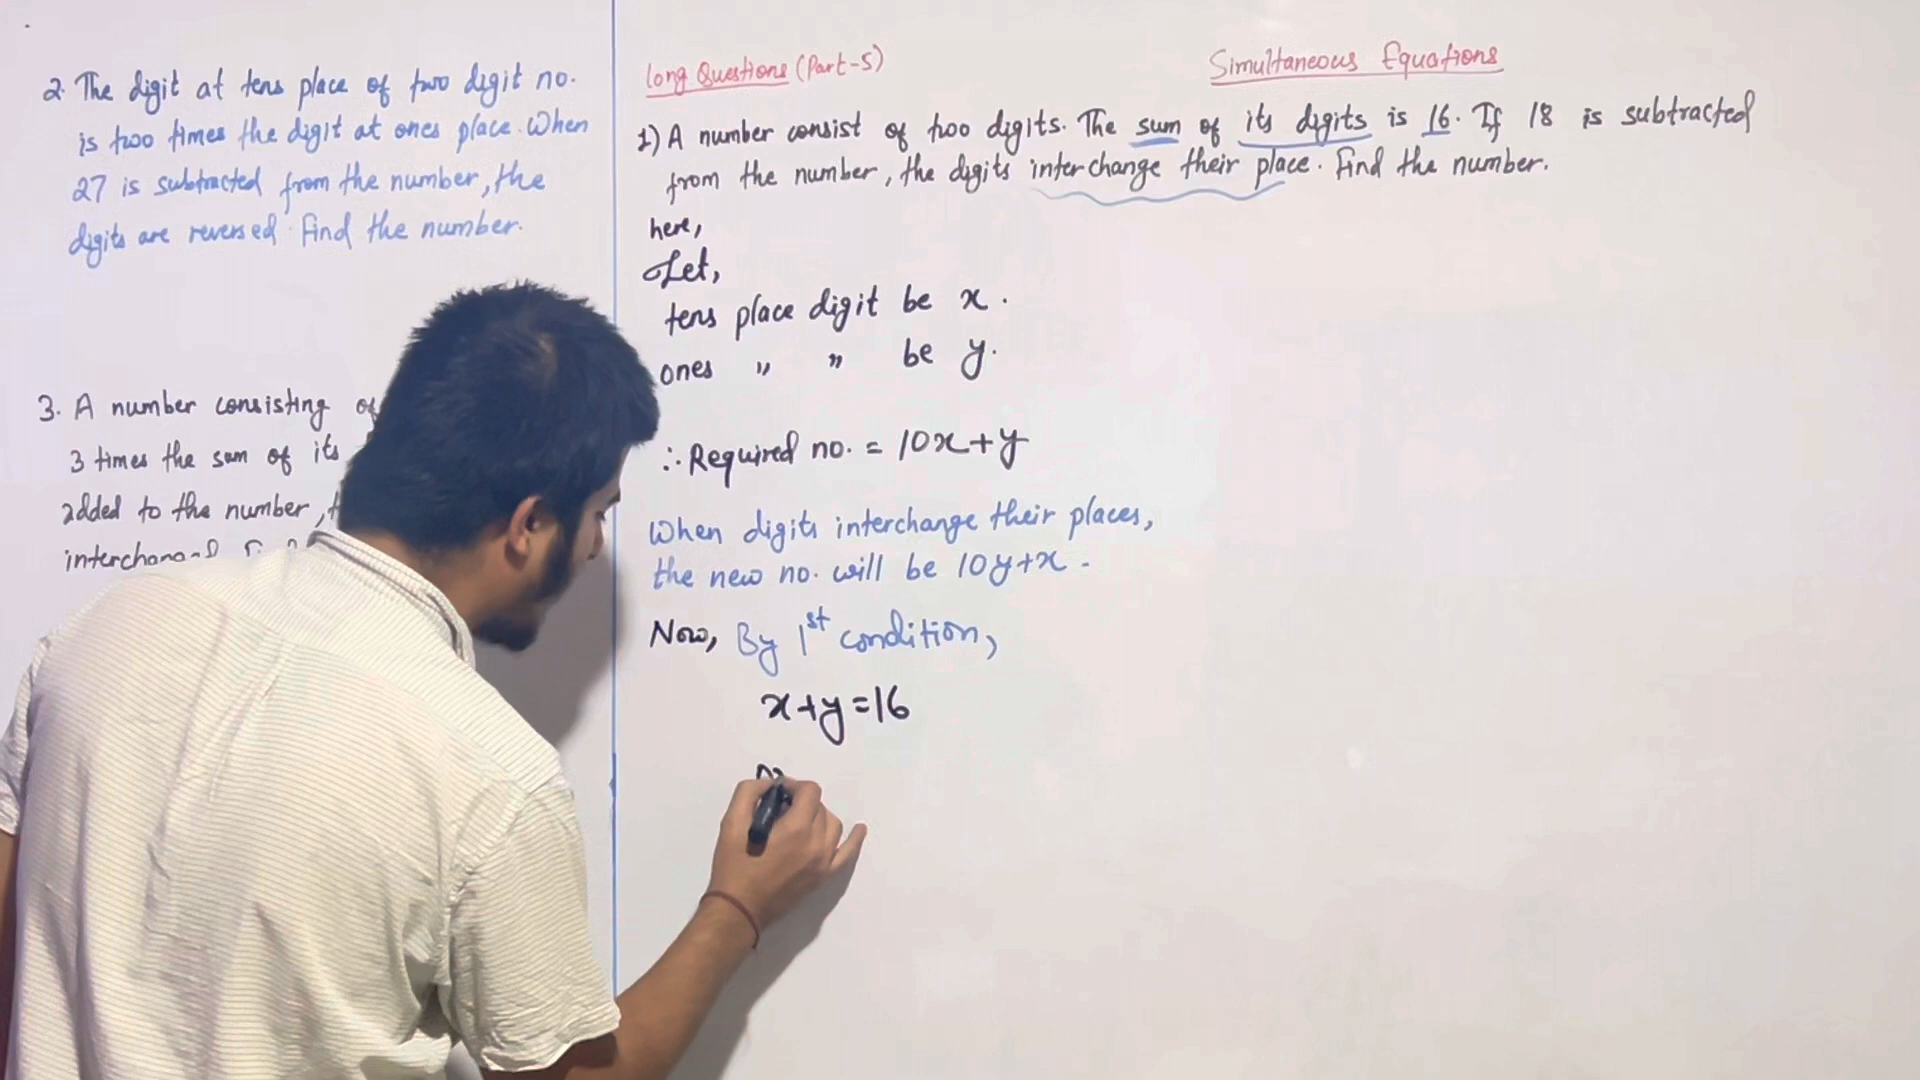 2. The digit at tens place of two digit no.
is two times the digit at ones place. When
27 is subtracted from the number, the
digits are reversed. Find the number.
3. A number consisting of
3 times the sum of its
added to the number,
long Questions (Part-5)
Simultaneous Equations
1) A number consist of two digits. The sum of its digits is 16. If 18 is subtracted
from the number, the digits interchange their place. Find the number.
here,
Let,
tens place digit be x.
ones " " be y.
∴ Required no. = 10x+y
When digits interchange their places,
the new no. will be 10y+x.
Now, By 1st condition,
x+y=16